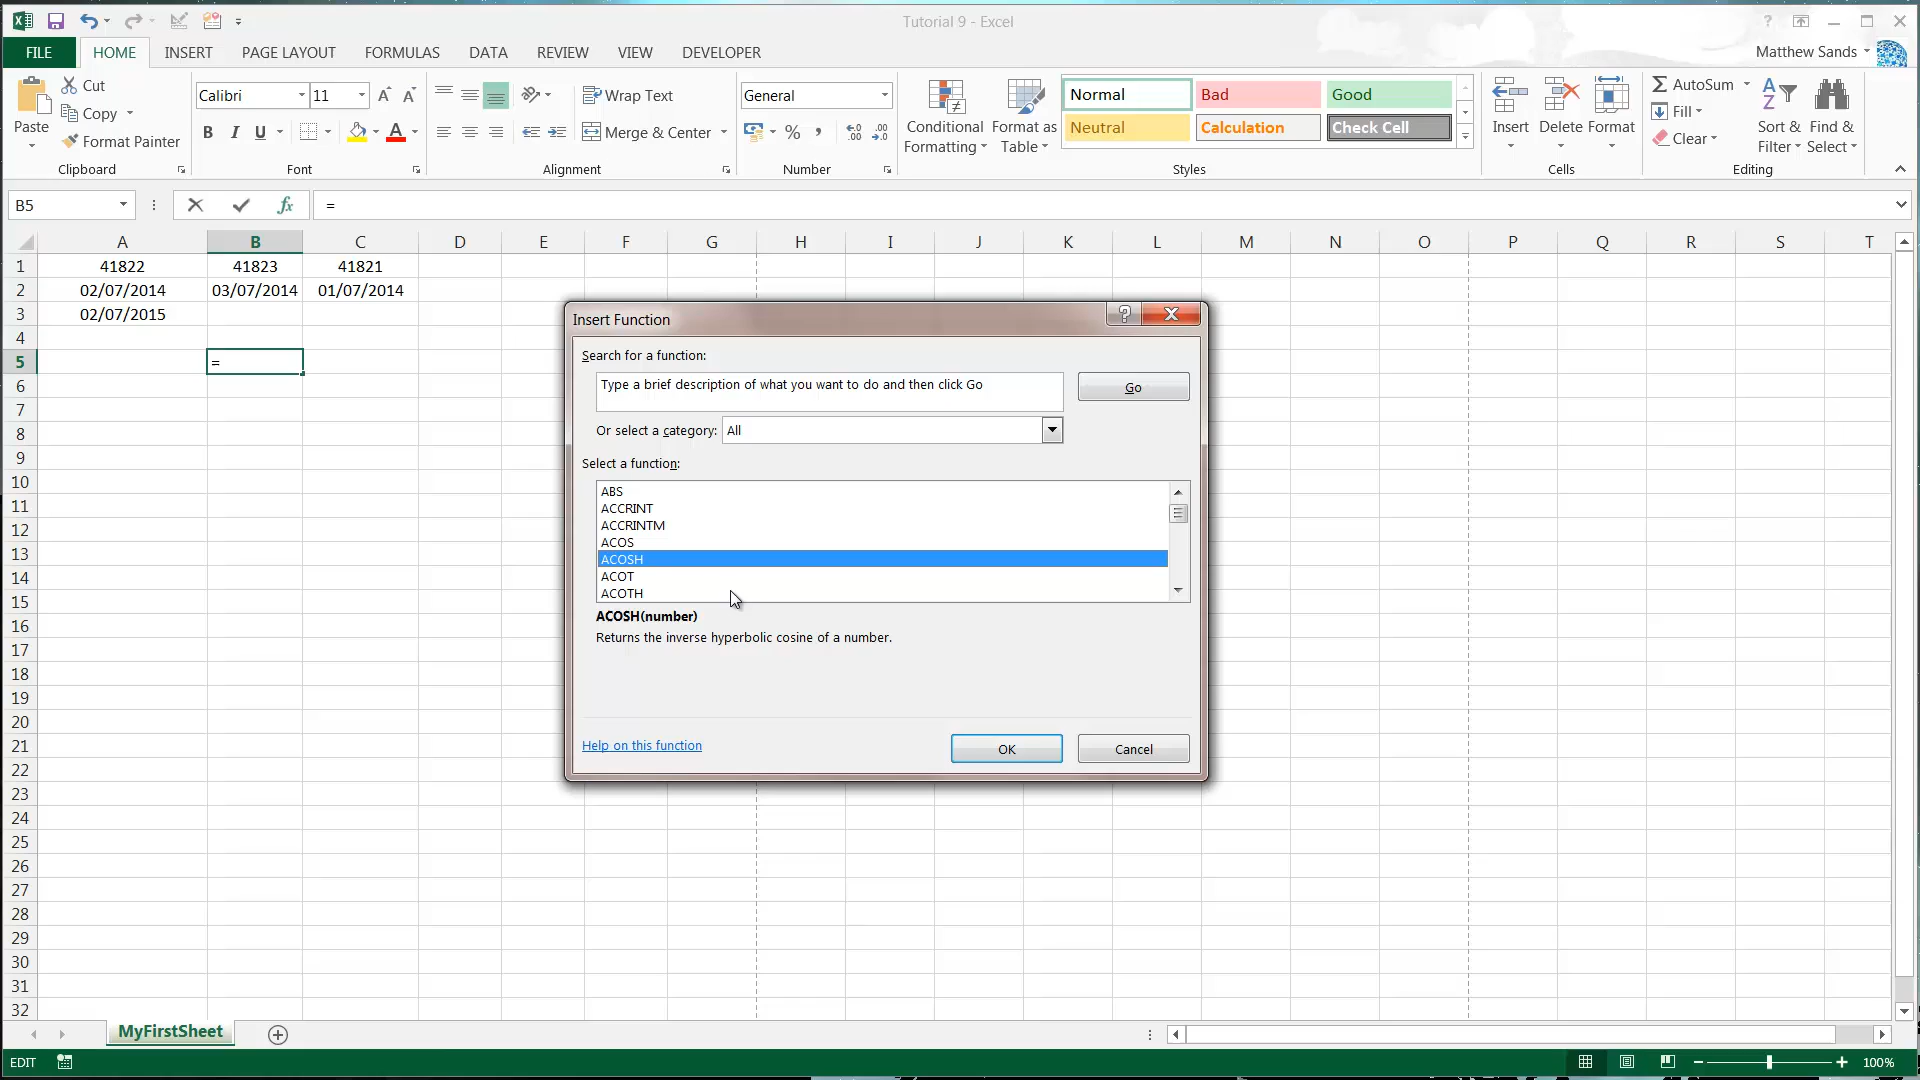 Tutorial 9 - Excel
FILE HOME INSERT PAGE LAYOUT FORMULAS DATA REVIEW VIEW DEVELOPER Matthew Sands
Paste Cut Copy Format Painter Clipboard
Calibri 11 B I U Font
Wrap Text Merge & Center Alignment
General % Number
Conditional Formatting Format as Table
Normal Bad Good
Neutral Calculation Check Cell
Styles
Insert Delete Format Cells
AutoSum Fill Clear Sort & Filter Find & Select Editing
B5 fx =
A B C D E F G H I J K L M N O P Q R S T
1 41822 41823 41821
2 02/07/2014 03/07/2014 01/07/2014
3 02/07/2015
4
5 =
6
7
8
9
10
11
12
13
14
15
16
17
18
19
20
21
22
23
24
25
26
27
28
29
30
31
32
Insert Function
Search for a function:
Type a brief description of what you want to do and then click Go
Go
Or select a category: All
Select a function:
ABS
ACCRINT
ACCRINTM
ACOS
ACOSH
ACOT
ACOTH
ACOSH(number)
Returns the inverse hyperbolic cosine of a number.
Help on this function OK Cancel
MyFirstSheet
EDIT 100%